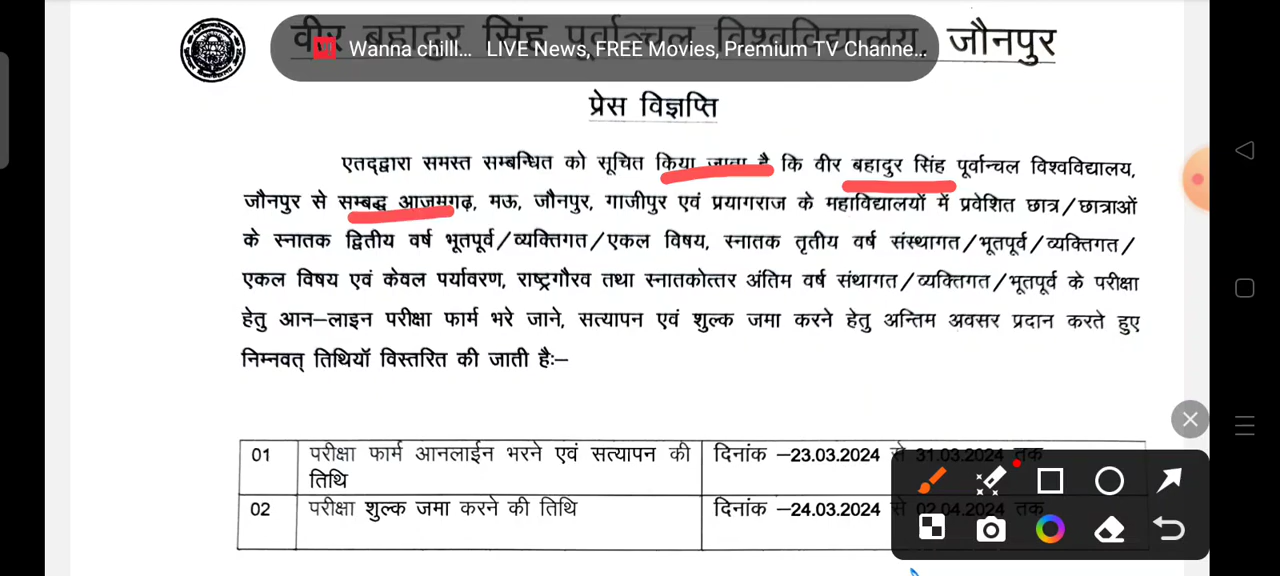 वीर बहादुर सिंह पूर्वान्चल विश्वविद्यालय, जौनपुर
Wanna chilll... LIVE News, FREE Movies, Premium TV Channe...
प्रेस विज्ञप्ति
एतद्द्वारा समस्त सम्बन्धित को सूचित किया जाता है कि वीर बहादुर सिंह पूर्वान्चल विश्वविद्यालय,
जौनपुर से सम्बद्ध आजमगढ़, मऊ, जौनपुर, गाजीपुर एवं प्रयागराज के महाविद्यालयों में प्रवेशित छात्र/छात्राओं
के स्नातक द्वितीय वर्ष भूतपूर्व/व्यक्तिगत/एकल विषय, स्नातक तृतीय वर्ष संस्थागत/भूतपूर्व/व्यक्तिगत/
एकल विषय एवं केवल पर्यावरण, राष्ट्रगौरव तथा स्नातकोत्तर अंतिम वर्ष संथागत/व्यक्तिगत/भूतपूर्व के परीक्षा
हेतु आन–लाइन परीक्षा फार्म भरे जाने, सत्यापन एवं शुल्क जमा करने हेतु अन्तिम अवसर प्रदान करते हुए
निम्नवत् तिथियॉ विस्तरित की जाती हैः–
01 परीक्षा फार्म आनलाईन भरने एवं सत्यापन की दिनांक –23.03.2024 से 31.03.2024 तक
तिथि
02 परीक्षा शुल्क जमा करने की तिथि दिनांक –24.03.2024 से 02.04.2024 तक